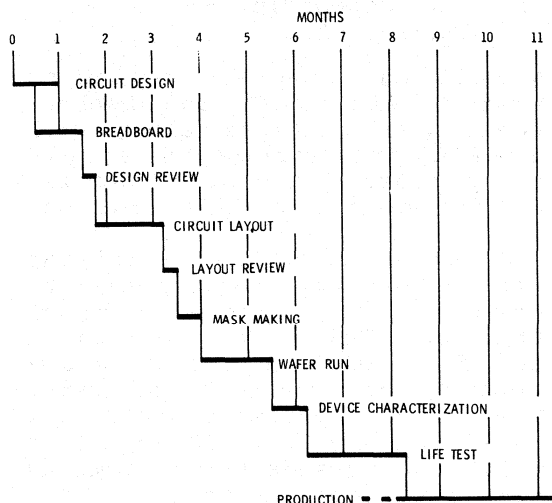 MONTHS
0 1 2 3 4 5 6 7 8 9 10 11
CIRCUIT DESIGN
BREADBOARD
DESIGN REVIEW
CIRCUIT LAYOUT
LAYOUT REVIEW
MASK MAKING
WAFER RUN
DEVICE CHARACTERIZATION
LIFE TEST
PRODUCTION